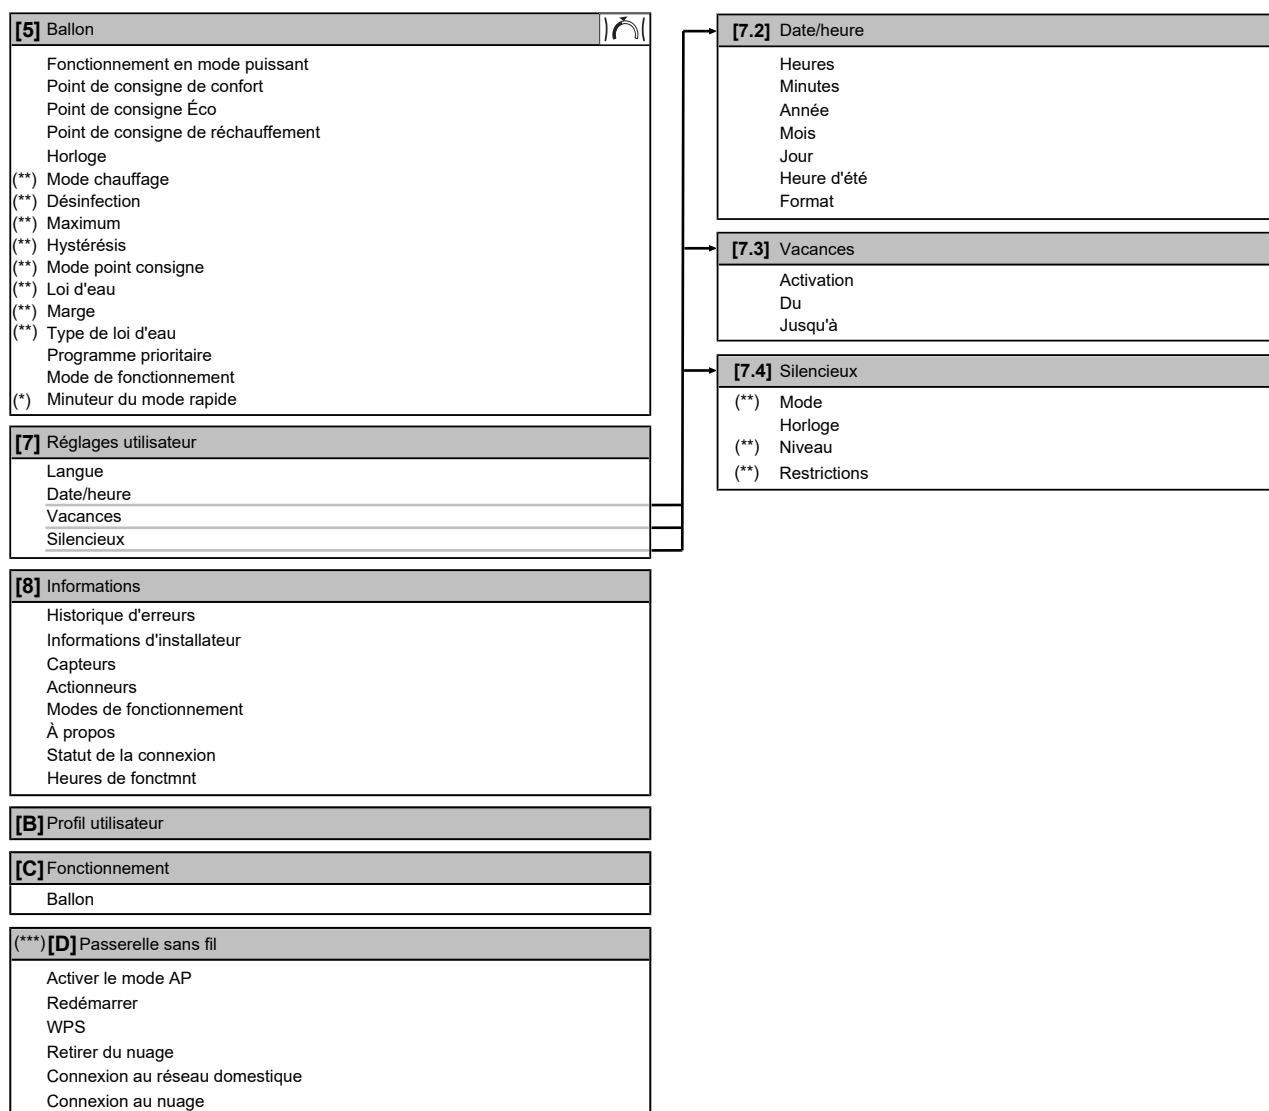 [5] Ballon
Fonctionnement en mode puissant
Point de consigne de confort
Point de consigne Éco
Point de consigne de réchauffement
Horloge
(**) Mode chauffage
(**) Désinfection
(**) Maximum
(**) Hystérésis
(**) Mode point consigne
(**) Loi d'eau
(**) Marge
(**) Type de loi d'eau
Programme prioritaire
Mode de fonctionnement
(*) Minuteur du mode rapide
[7] Réglages utilisateur
Langue
Date/heure
Vacances
Silencieux
[8] Informations
Historique d'erreurs
Informations d'installateur
Capteurs
Actionneurs
Modes de fonctionnement
À propos
Statut de la connexion
Heures de fonctmnt
[B] Profil utilisateur
[C] Fonctionnement
Ballon
(***) [D] Passerelle sans fil
Activer le mode AP
Redémarrer
WPS
Retirer du nuage
Connexion au réseau domestique
Connexion au nuage
[7.2] Date/heure
Heures
Minutes
Année
Mois
Jour
Heure d'été
Format
[7.3] Vacances
Activation
Du
Jusqu'à
[7.4] Silencieux
(**) Mode
Horloge
(**) Niveau
(**) Restrictions